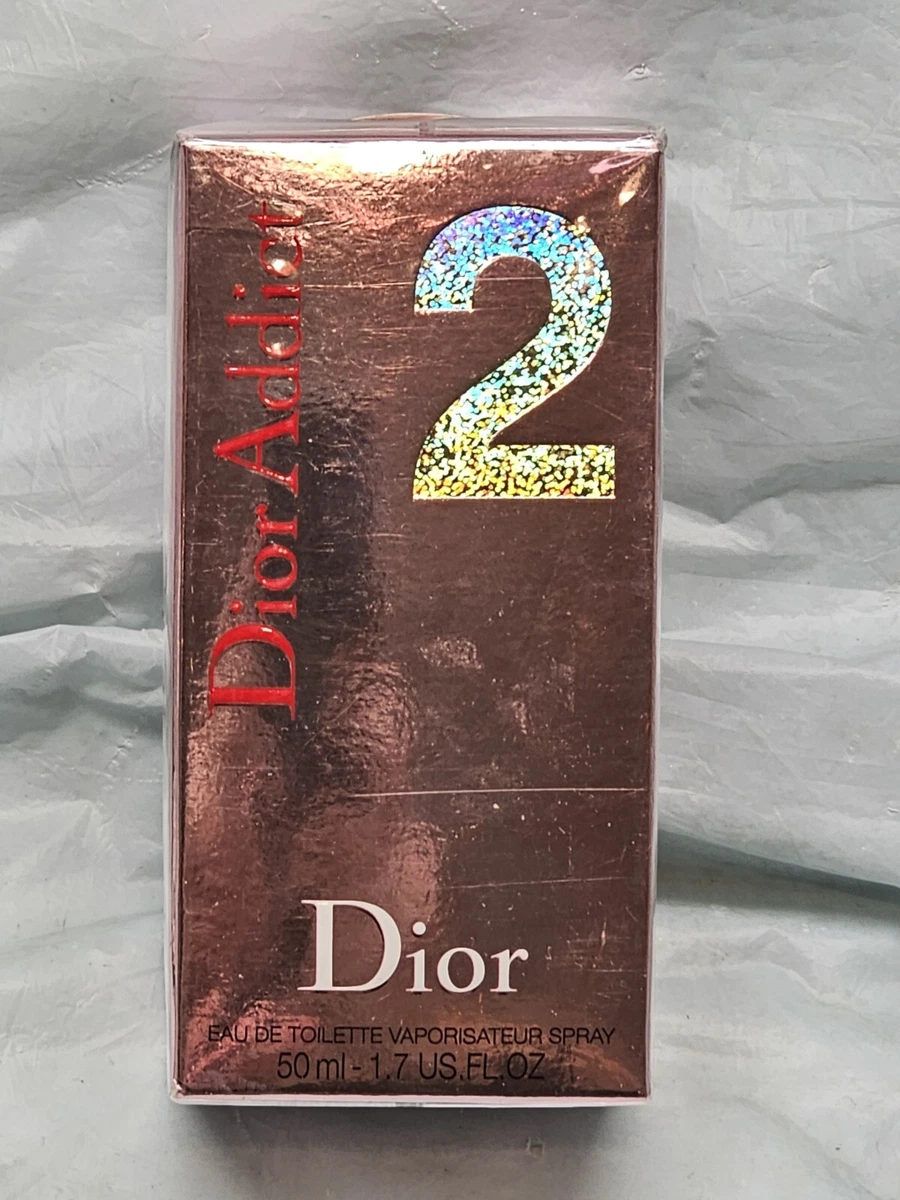 Dior Addict
2
Dior
EAU DE TOILETTE VAPORISATEUR SPRAY
50 ml - 1.7 US.FL.OZ